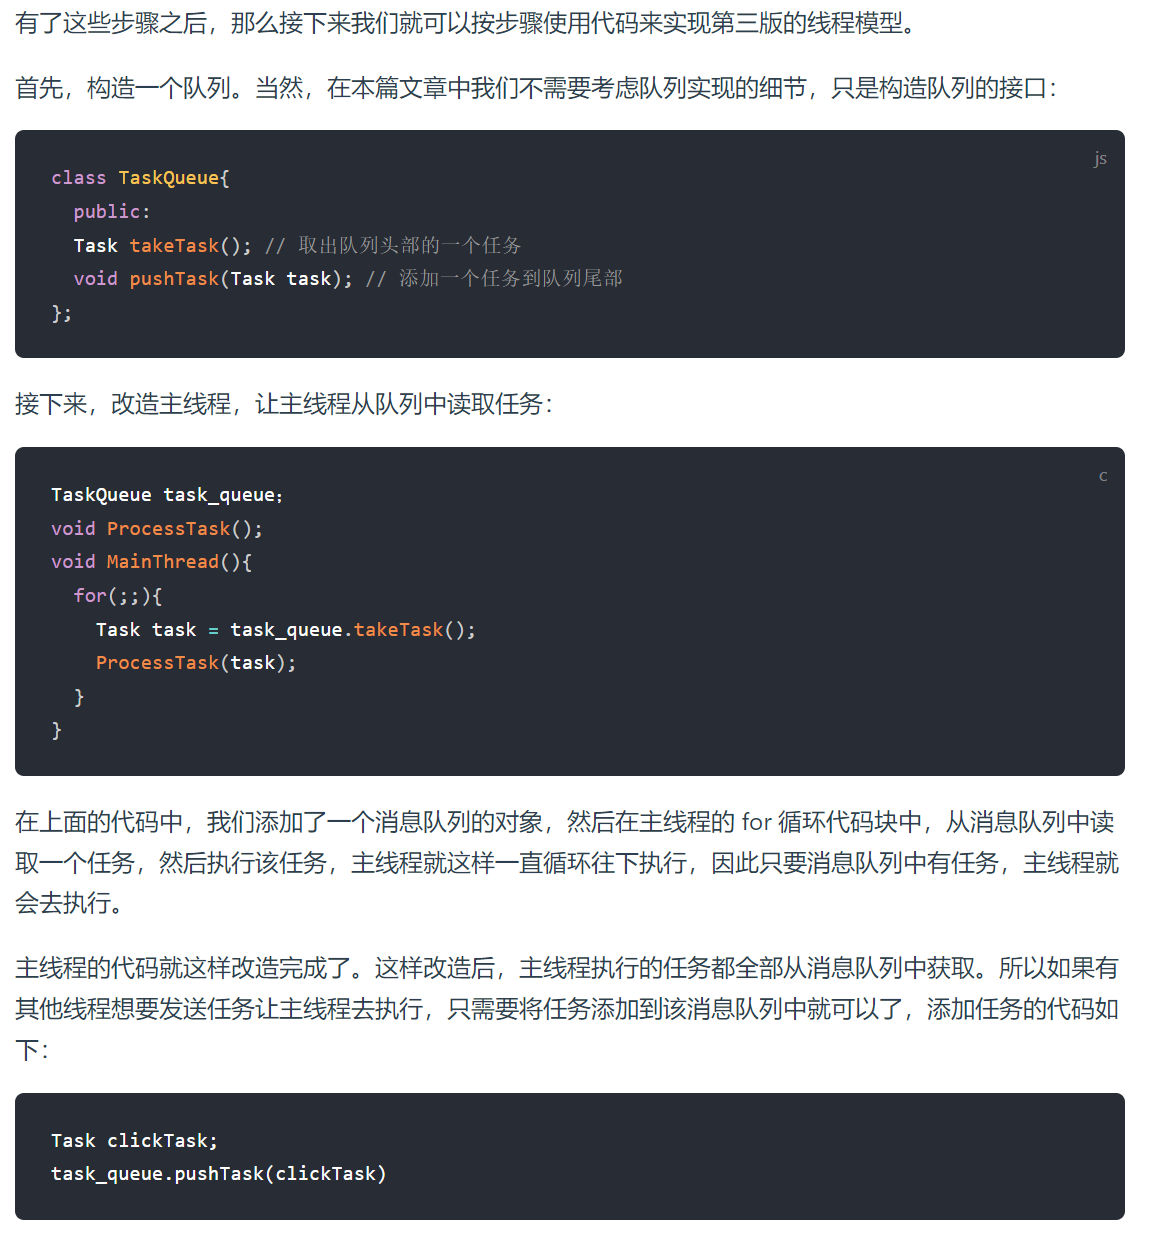 有了这些步骤之后，那么接下来我们就可以按步骤使用代码来实现第三版的线程模型。
首先，构造一个队列。当然，在本篇文章中我们不需要考虑队列实现的细节，只是构造队列的接口：
js
class TaskQueue{
  public:
  Task takeTask(); // 取出队列头部的一个任务
  void pushTask(Task task); // 添加一个任务到队列尾部
};
接下来，改造主线程，让主线程从队列中读取任务：
c
TaskQueue task_queue；
void ProcessTask();
void MainThread(){
  for(;;){
    Task task = task_queue.takeTask();
    ProcessTask(task);
  }
}
在上面的代码中，我们添加了一个消息队列的对象，然后在主线程的 for 循环代码块中，从消息队列中读
取一个任务，然后执行该任务，主线程就这样一直循环往下执行，因此只要消息队列中有任务，主线程就
会去执行。
主线程的代码就这样改造完成了。这样改造后，主线程执行的任务都全部从消息队列中获取。所以如果有
其他线程想要发送任务让主线程去执行，只需要将任务添加到该消息队列中就可以了，添加任务的代码如
下：
Task clickTask;
task_queue.pushTask(clickTask)